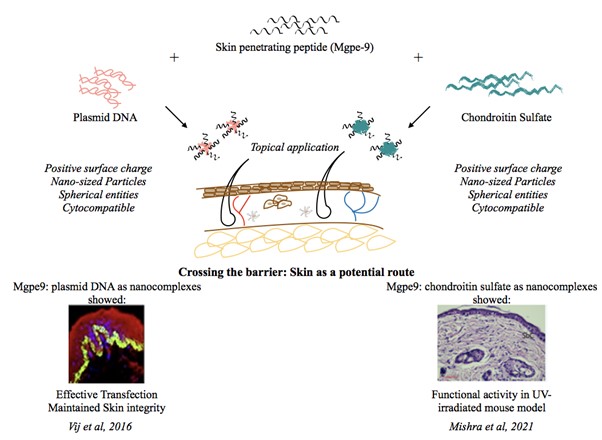 Skin penetrating peptide (Mgpe-9)
+
+
Plasmid DNA
Chondroitin Sulfate
Topical application
Positive surface charge
Nano-sized Particles
Spherical entities
Cytocompatible
Positive surface charge
Nano-sized Particles
Spherical entities
Cytocompatible
Crossing the barrier: Skin as a potential route
Mgpe9: plasmid DNA as nanocomplexes
showed:
Mgpe9: chondroitin sulfate as nanocomplexes
showed:
Effective Transfection
Maintained Skin integrity
Functional activity in UV-
irradiated mouse model
Vij et al, 2016
Mishra et al, 2021